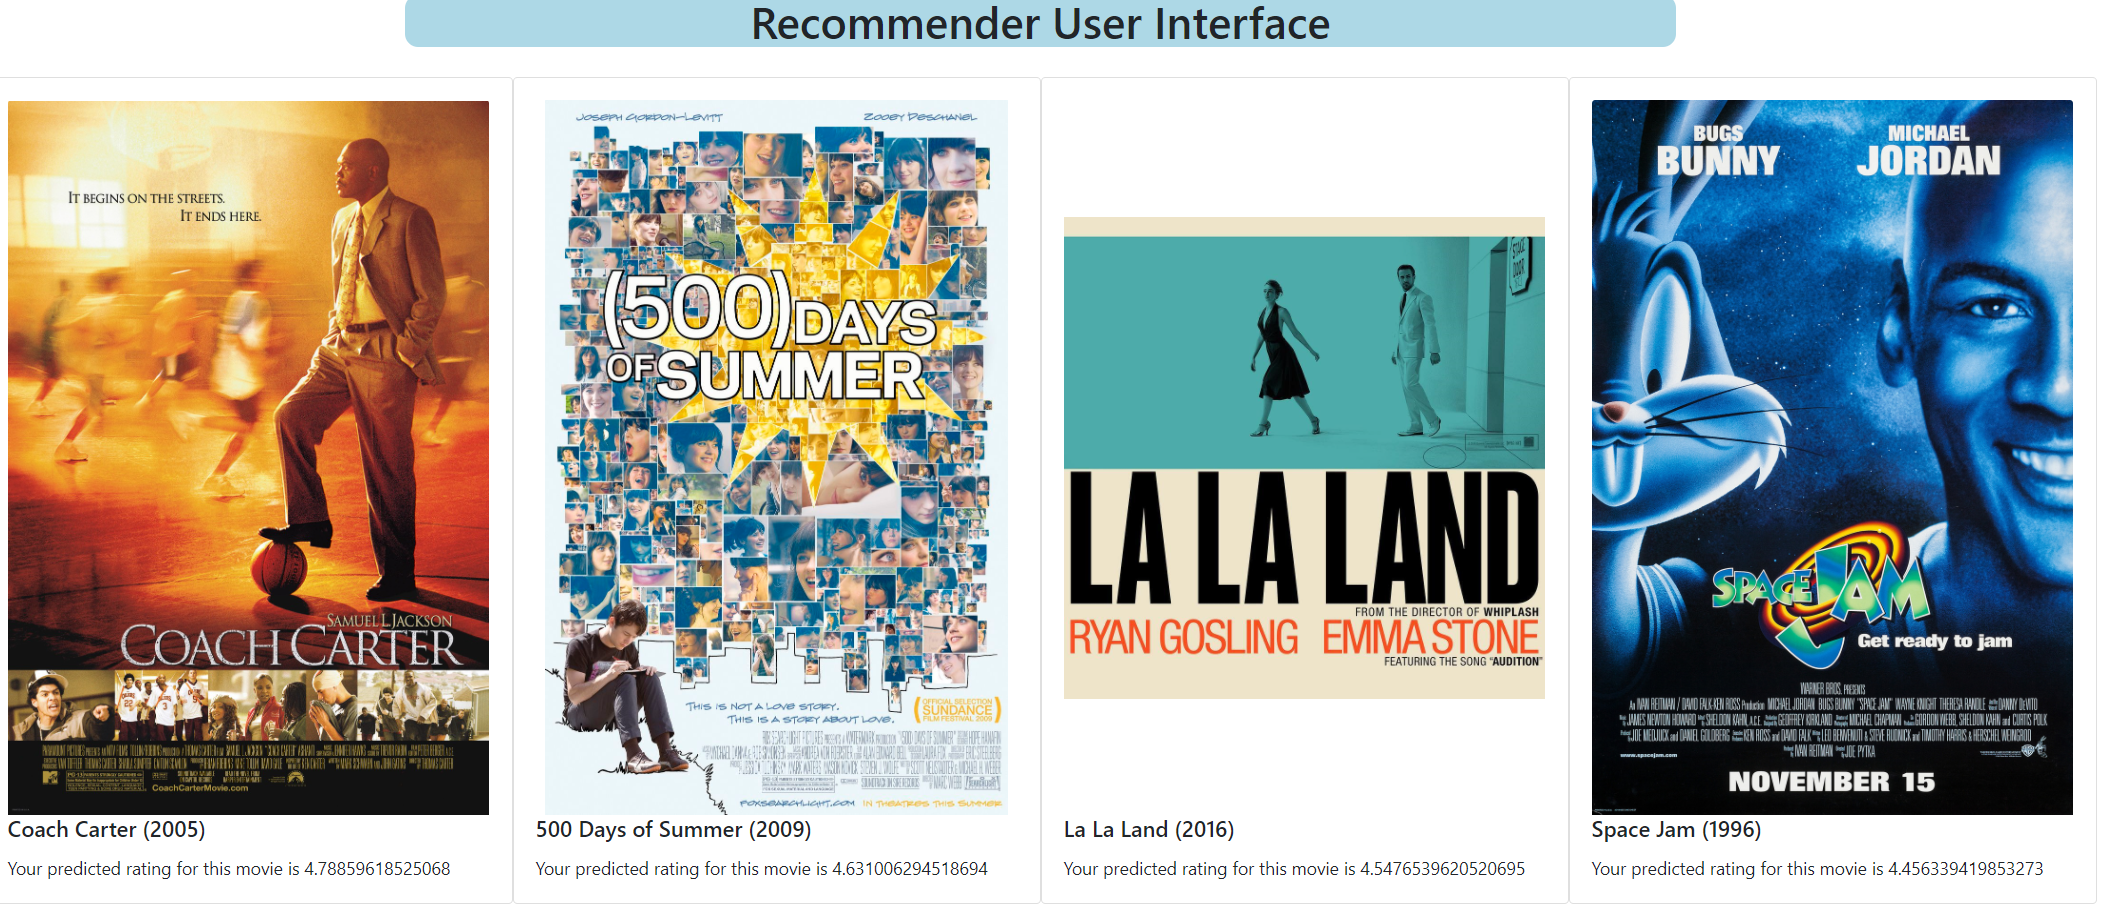 Recommender User Interface
IT BEGINS ON THE STREETS.
IT ENDS HERE.
SAMUEL L. JACKSON
COACH CARTER
CoachCarterMovie.com
Coach Carter (2005)
Your predicted rating for this movie is 4.78859618525068
JOSEPH GORDON-LEVITT
ZOOEY DESCHANEL
(500) DAYS
OF SUMMER
THIS IS NOT A LOVE STORY.
THIS IS A STORY ABOUT LOVE.
OFFICIAL SELECTION
SUNDANCE
FILM FESTIVAL 2009
FOXSEARCHLIGHT.COM IN THEATRES THIS SUMMER
500 Days of Summer (2009)
Your predicted rating for this movie is 4.631006294518694
LA LA LAND
FROM THE DIRECTOR OF WHIPLASH
RYAN GOSLING EMMA STONE
FEATURING THE SONG "AUDITION"
La La Land (2016)
Your predicted rating for this movie is 4.5476539620520695
BUGS
BUNNY
MICHAEL
JORDAN
SPACE JAM
Get ready to jam
WARNER BROS. PRESENTS
www.spacejam.com
NOVEMBER 15
Space Jam (1996)
Your predicted rating for this movie is 4.456339419853273